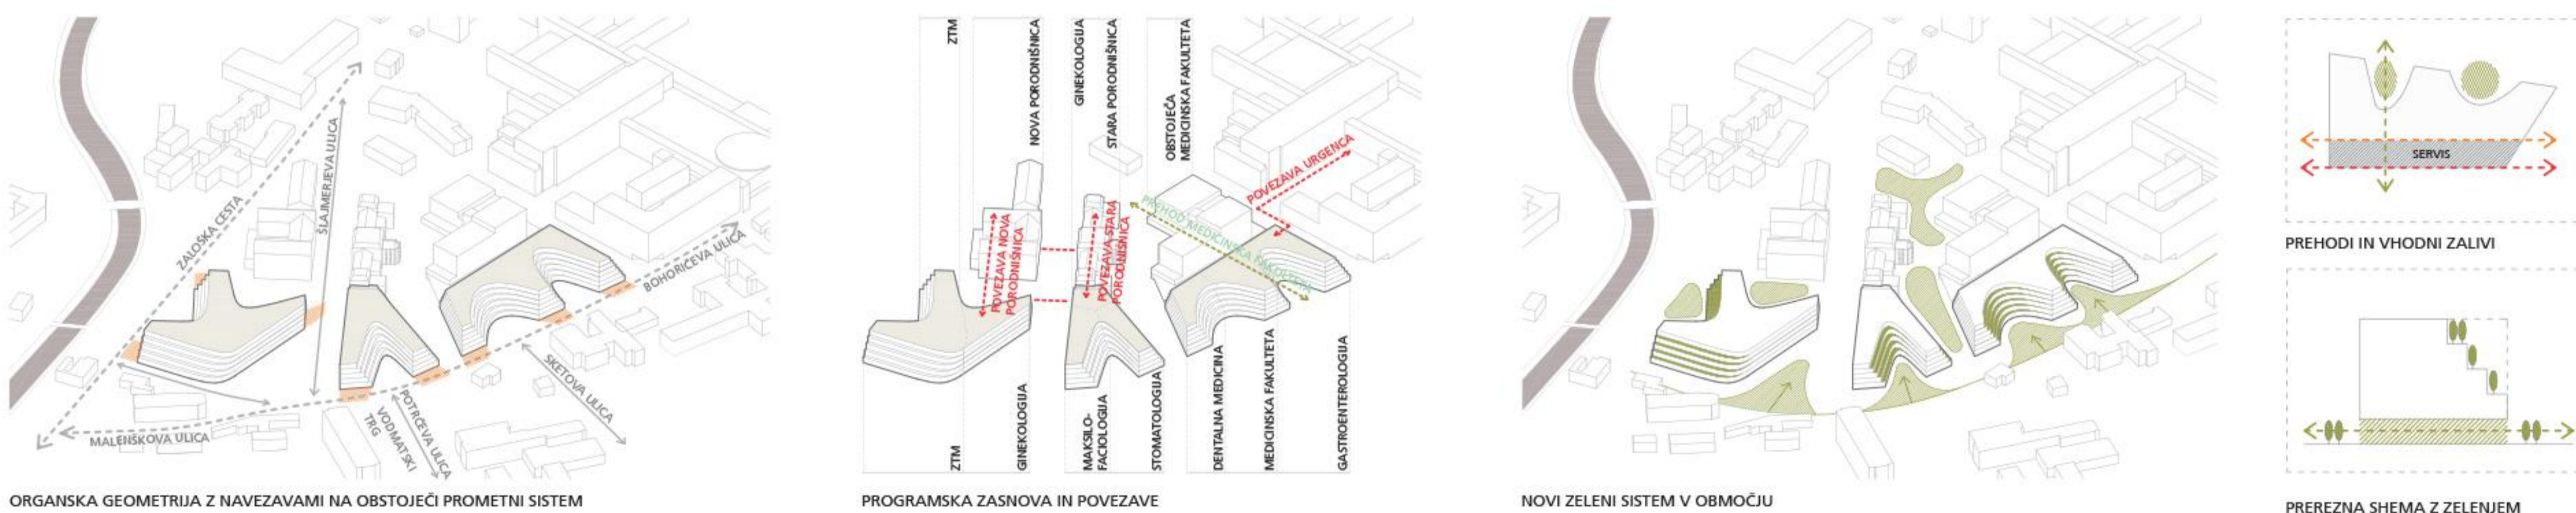 ZALOŠKA CESTA
ŠLAJMERJEVA ULICA
BOHORIČEVA ULICA
SKETOVA ULICA
POTRČEVA ULICA
VODMATSKI
TRG
MALENŠKOVA ULICA
ORGANSKA GEOMETRIJA Z NAVEZAVAMI NA OBSTOJEČI PROMETNI SISTEM
ZTM
NOVA PORODNIŠNICA
GINEKOLOGIJA
STARA PORODNIŠNICA
OBSTOJEČA
MEDICINSKA FAKULTETA
POVEZAVA URGENCA
PREHOD MEDICINSKA FAKULTETA
POVEZAVA NOVA
PORODNIŠNICA
POVEZAVA STARA
PORODNIŠNICA
ZTM
GINEKOLOGIJA
MAKSILO-
FACIOLOGIJA
STOMATOLOGIJA
DENTALNA MEDICINA
MEDICINSKA FAKULTETA
GASTROENTEROLOGIJA
PROGRAMSKA ZASNOVA IN POVEZAVE
NOVI ZELENI SISTEM V OBMOČJU
SERVIS
PREHODI IN VHODNI ZALIVI
PREREZNA SHEMA Z ZELENJEM